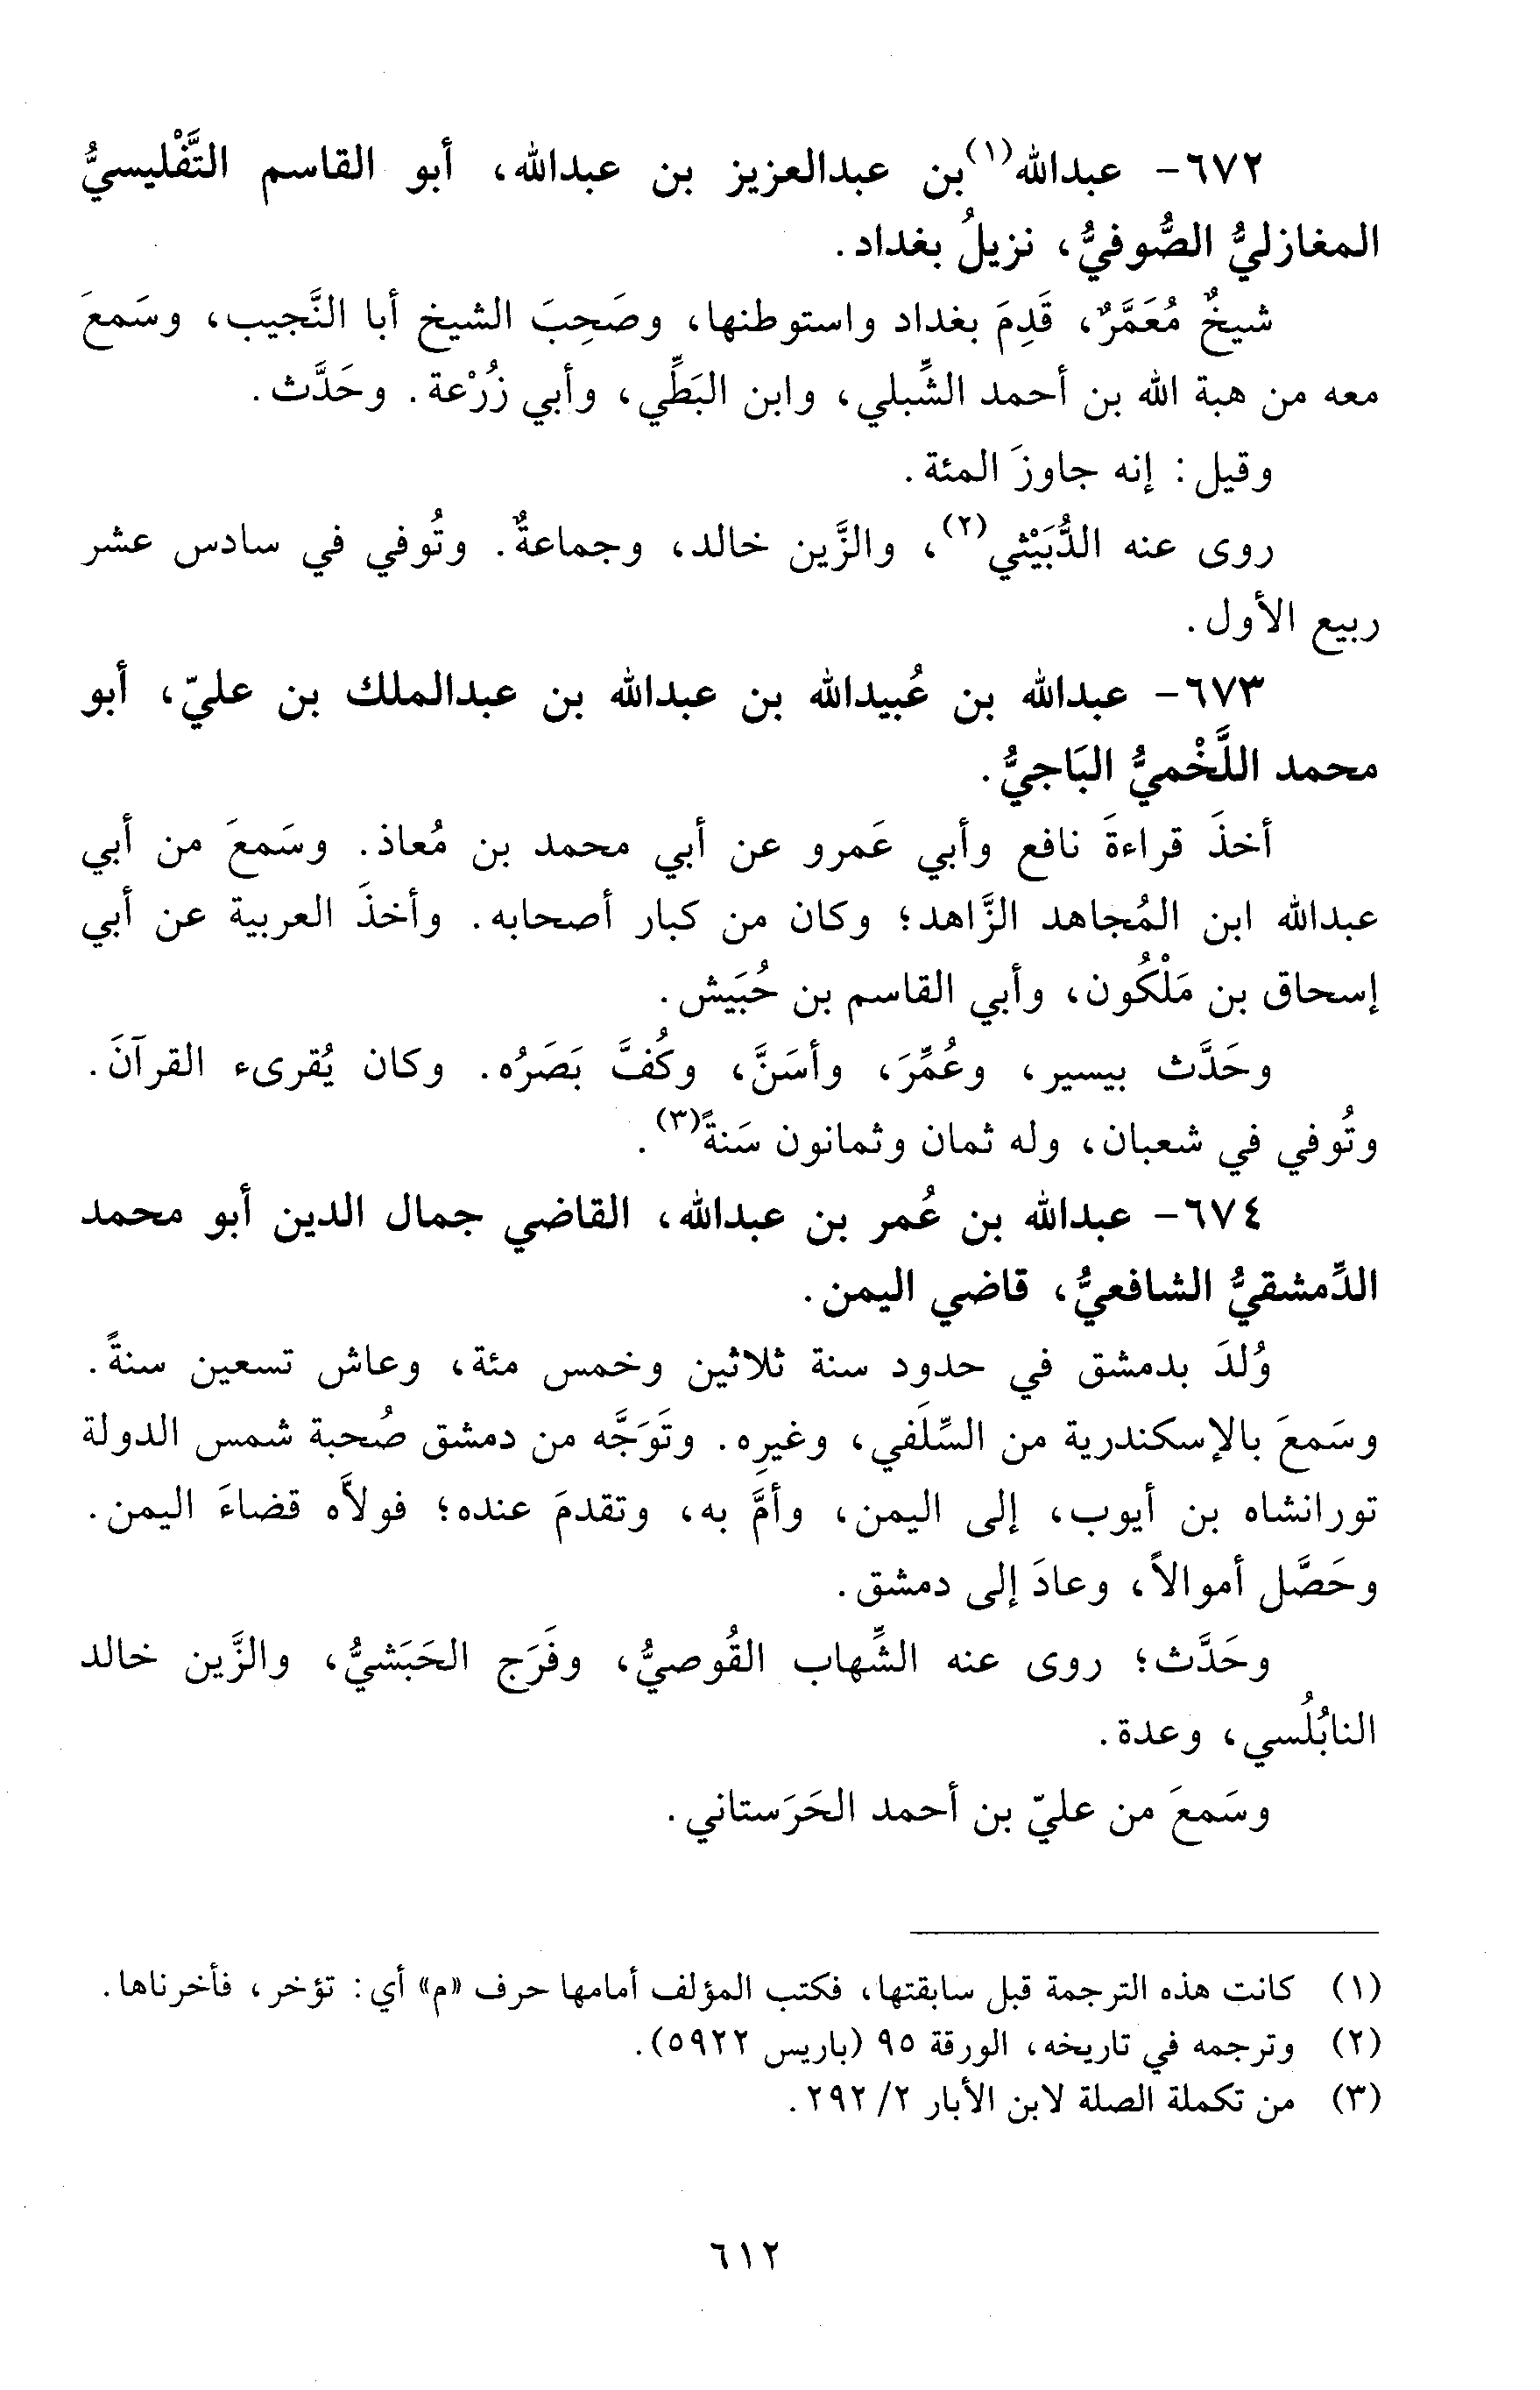 ٦٧٢- عبدالله(١) بن عبدالعزيز بن عبدالله، أبو القاسم التَّفْليسيُّ
المغازليُّ الصُّوفيُّ، نزيلُ بغداد.
شيخٌ مُعَمَّرٌ، قَدِمَ بغداد واستوطنها، وصَحِبَ الشيخ أبا النَّجيب، وسَمعَ
معه من هبة الله بن أحمد الشِّبلي، وابن البَطِّي، وأبي زُرْعة. وحَدَّث.
وقيل: إنه جاوزَ المئة.
روى عنه الدُّبَيْثي(٢)، والزَّين خالد، وجماعةٌ. وتُوفي في سادس عشر
ربيع الأول.
٦٧٣- عبدالله بن عُبيدالله بن عبدالله بن عبدالملك بن عليّ، أبو
محمد اللَّخْميُّ البَاجيُّ.
أخذَ قراءةَ نافع وأبي عَمرو عن أبي محمد بن مُعاذ. وسَمعَ من أبي
عبدالله ابن المُجاهد الزَّاهد؛ وكان من كبار أصحابه. وأخذَ العربية عن أبي
إسحاق بن مَلْكُون، وأبي القاسم بن حُبَيش.
وحَدَّث بيسير، وعُمِّرَ، وأسَنَّ، وكُفَّ بَصَرُه. وكان يُقرىء القرآنَ.
وتُوفي في شعبان، وله ثمان وثمانون سَنةً(٣).
٦٧٤- عبدالله بن عُمر بن عبدالله، القاضي جمال الدين أبو محمد
الدِّمشقيُّ الشافعيُّ، قاضي اليمن.
وُلدَ بدمشق في حدود سنة ثلاثين وخمس مئة، وعاش تسعين سنةً.
وسَمعَ بالإسكندرية من السِّلَفي، وغيرِه. وتَوَجَّه من دمشق صُحبة شمس الدولة
تورانشاه بن أيوب، إلى اليمن، وأمَّ به، وتقدمَ عنده؛ فولاَّه قضاءَ اليمن.
وحَصَّل أموالاً، وعادَ إلى دمشق.
وحَدَّث؛ روى عنه الشِّهاب القُوصيُّ، وفَرَج الحَبَشيُّ، والزَّين خالد
النابُلُسي، وعدة.
وسَمعَ من عليّ بن أحمد الحَرَستاني.
(١) كانت هذه الترجمة قبل سابقتها، فكتب المؤلف أمامها حرف «م» أي: تؤخر، فأخرناها.
(٢) وترجمه في تاريخه، الورقة ٩٥ (باريس ٥٩٢٢).
(٣) من تكملة الصلة لابن الأبار ٢/ ٢٩٢.
٦١٢